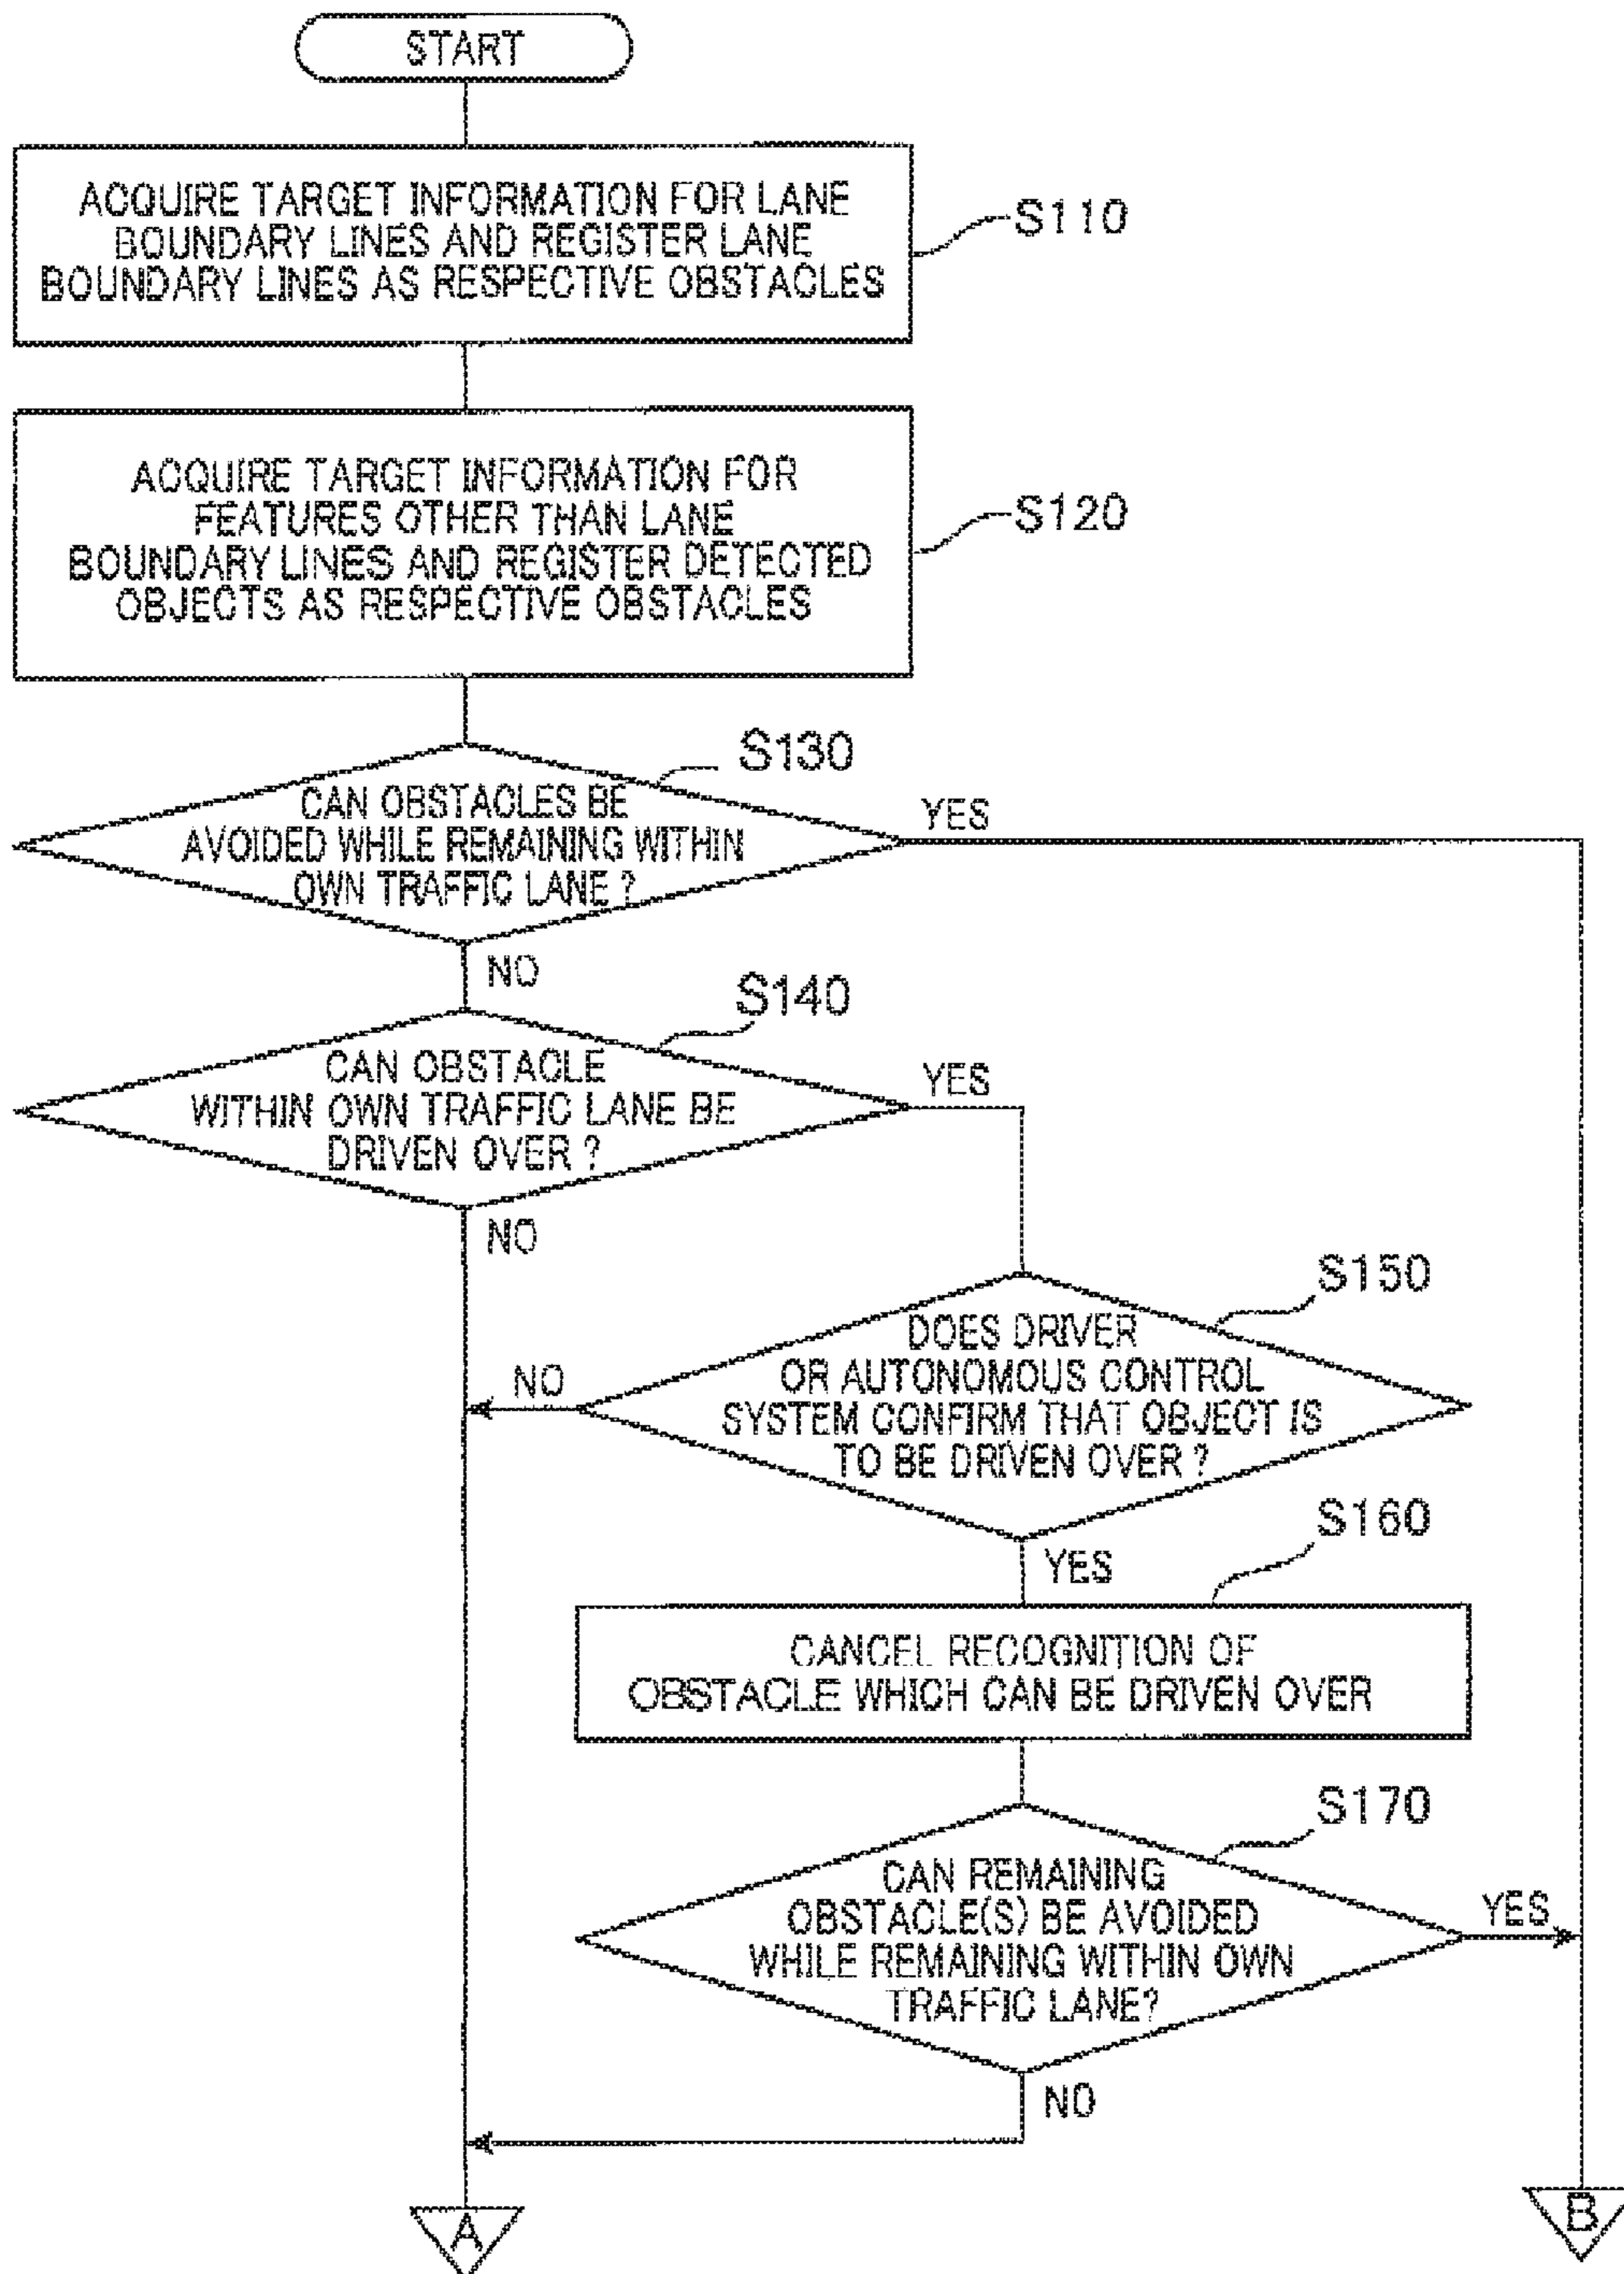 START
ACQUIRE TARGET INFORMATION FOR LANE
BOUNDARY LINES AND REGISTER LANE
BOUNDARY LINES AS RESPECTIVE OBSTACLES
S110
ACQUIRE TARGET INFORMATION FOR
FEATURES OTHER THAN LANE
BOUNDARY LINES AND REGISTER DETECTED
OBJECTS AS RESPECTIVE OBSTACLES
S120
S130
CAN OBSTACLES BE
AVOIDED WHILE REMAINING WITHIN
OWN TRAFFIC LANE ?
YES
NO
S140
CAN OBSTACLE
WITHIN OWN TRAFFIC LANE BE
DRIVEN OVER ?
YES
NO
S150
DOES DRIVER
OR AUTONOMOUS CONTROL
SYSTEM CONFIRM THAT OBJECT IS
TO BE DRIVEN OVER ?
NO
YES
S160
CANCEL RECOGNITION OF
OBSTACLE WHICH CAN BE DRIVEN OVER
S170
CAN REMAINING
OBSTACLE(S) BE AVOIDED
WHILE REMAINING WITHIN OWN
TRAFFIC LANE?
YES
NO
A
B